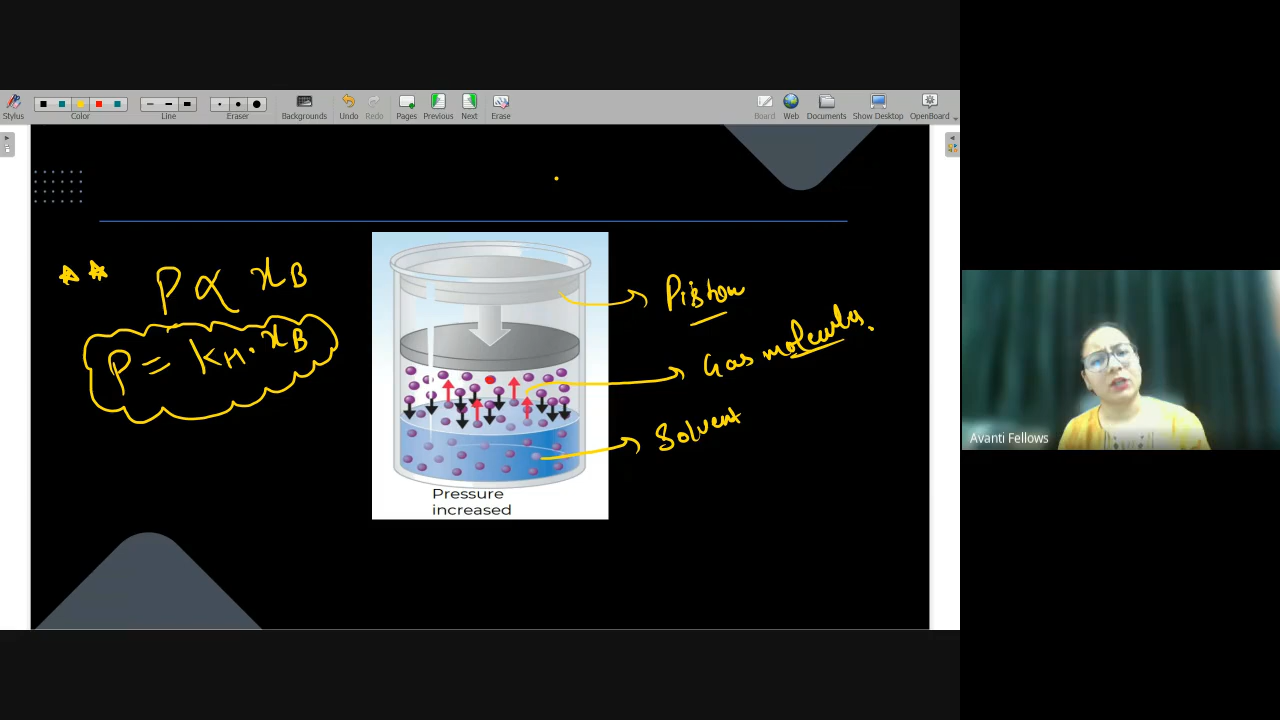 Stylus
Color
Line
Eraser
Backgrounds
Undo
Redo
Pages
Previous
Next
Erase
Board
Web
Documents
Show Desktop
OpenBoard
P ∝ xB
P = KH · xB
Piston
Gas molecules.
Solvent
Pressure
increased
Avanti Fellows